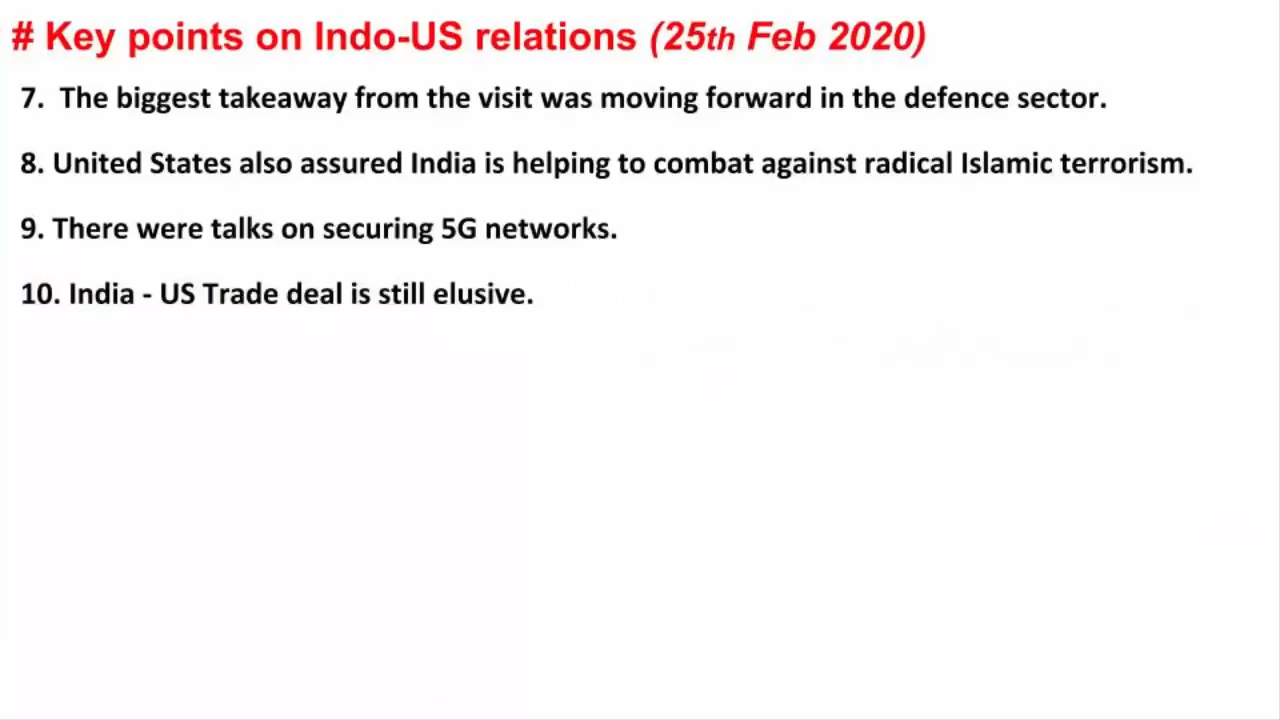 # Key points on Indo-US relations (25th Feb 2020)
7. The biggest takeaway from the visit was moving forward in the defence sector.
8. United States also assured India is helping to combat against radical Islamic terrorism.
9. There were talks on securing 5G networks.
10. India - US Trade deal is still elusive.